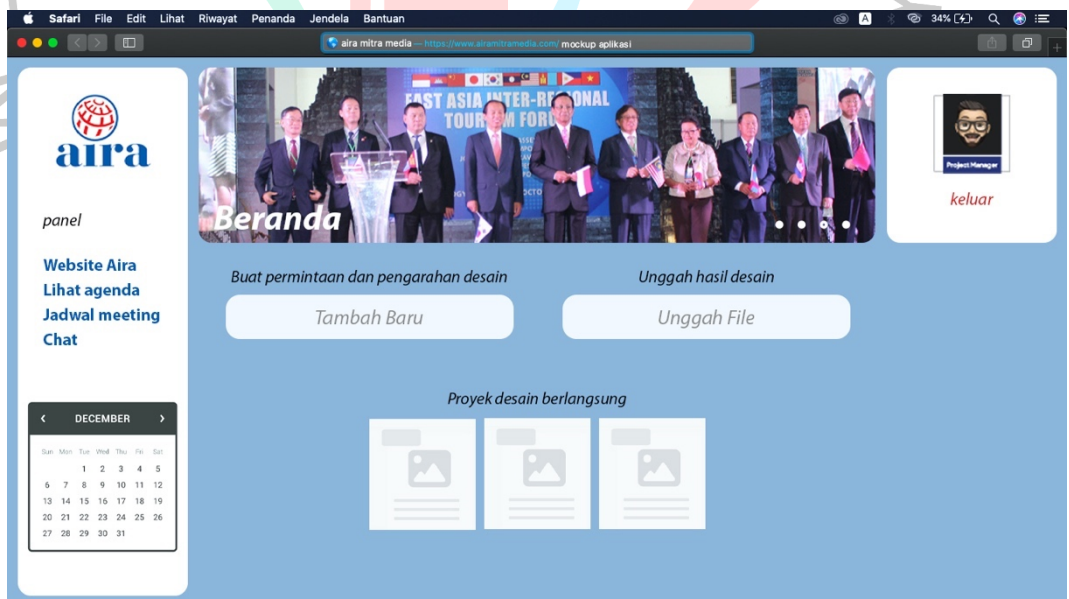 Safari File Edit Lihat Riwayat Penanda Jendela Bantuan
A 34%
aira mitra media — https://www.airamitramedia.com/ mockup aplikasi
aira
panel
Website Aira
Lihat agenda
Jadwal meeting
Chat
DECEMBER
Sun Mon Tue Wed Thu Fri Sat
1 2 3 4 5
6 7 8 9 10 11 12
13 14 15 16 17 18 19
20 21 22 23 24 25 26
27 28 29 30 31
EAST ASIA INTER-REGIONAL
TOURISM FORUM
Beranda
Buat permintaan dan pengarahan desain
Tambah Baru
Unggah hasil desain
Unggah File
Proyek desain berlangsung
Project Manager
keluar